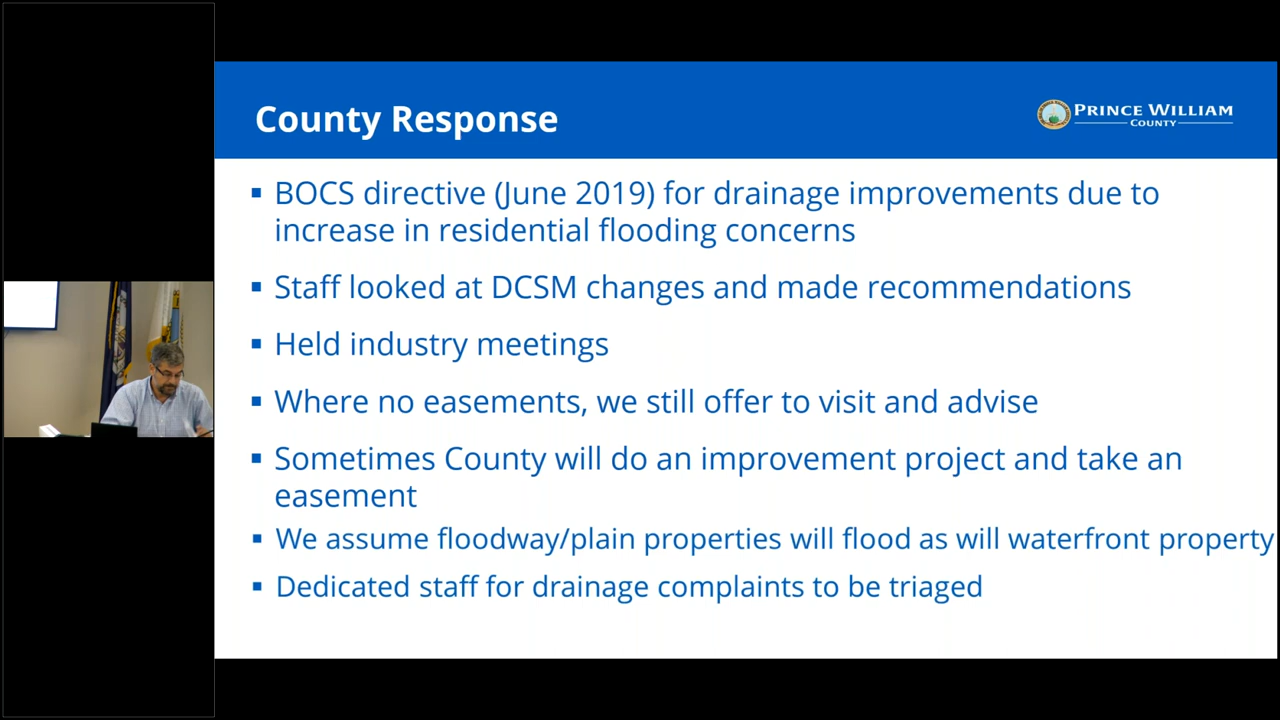 County Response
PRINCE WILLIAM
COUNTY
▪ BOCS directive (June 2019) for drainage improvements due to
increase in residential flooding concerns
▪ Staff looked at DCSM changes and made recommendations
▪ Held industry meetings
▪ Where no easements, we still offer to visit and advise
▪ Sometimes County will do an improvement project and take an
easement
▪ We assume floodway/plain properties will flood as will waterfront property
▪ Dedicated staff for drainage complaints to be triaged